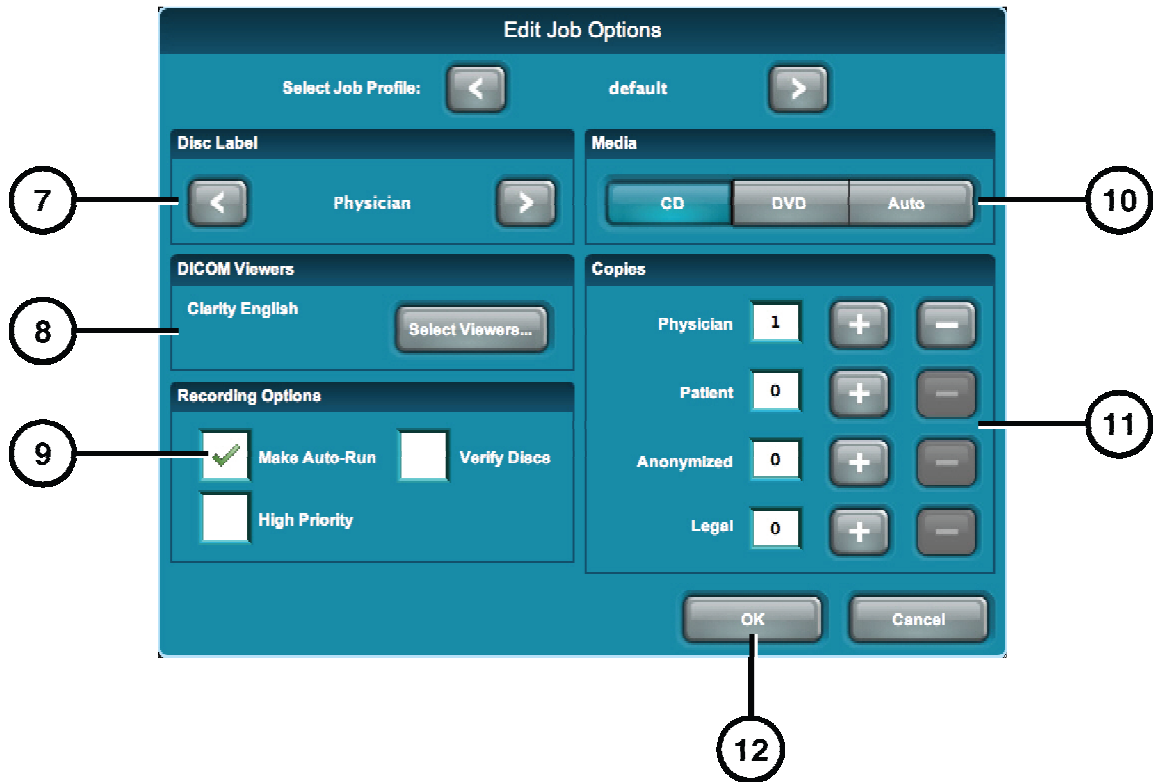 Edit Job Options
Select Job Profile: < default >
Disc Label
7
< Physician >
Media
CD DVD Auto
10
DICOM Viewers
8
Clarity English
Select Viewers...
Recording Options
9
Make Auto-Run Verify Discs
High Priority
Copies
Physician 1 + −
Patient 0 + −
11
Anonymized 0 + −
Legal 0 + −
OK Cancel
12